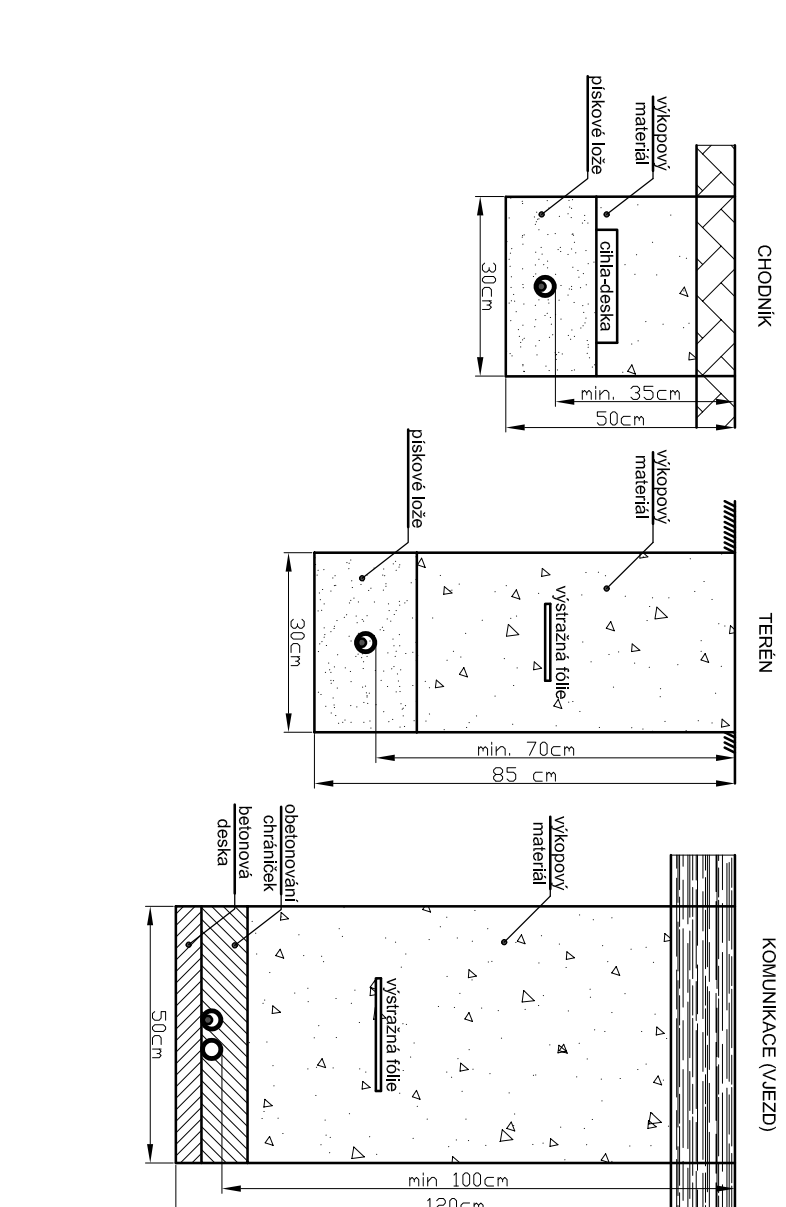 CHODNÍK
výkopový
materiál
pískové lože
cihla-deska
30cm
min. 35cm
50cm
TERÉN
výkopový
materiál
pískové lože
výstražná fólie
30cm
min. 70cm
85 cm
KOMUNIKACE (VJEZD)
výkopový
materiál
obetonování
chrániček
betonová
deska
výstražná fólie
50cm
min 100cm
120cm